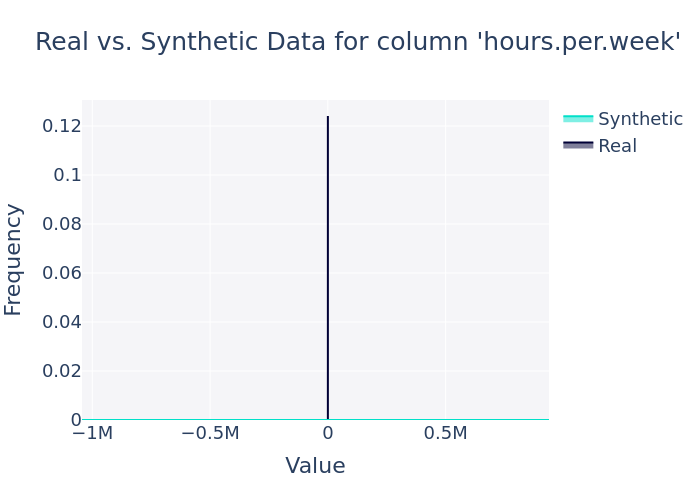 Real vs. Synthetic Data for column 'hours.per.week'
Synthetic
Real
0.12
0.1
0.08
0.06
0.04
0.02
0
−1M
−0.5M
0
0.5M
Frequency
Value